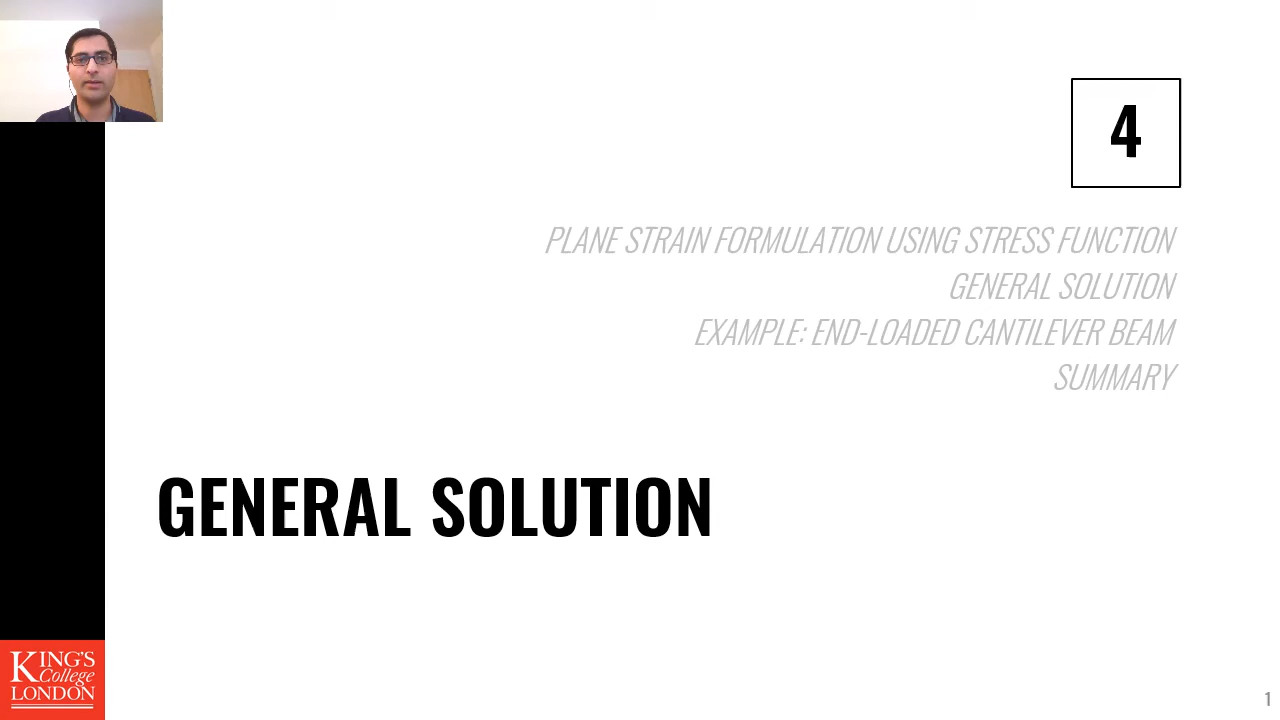 4
PLANE STRAIN FORMULATION USING STRESS FUNCTION
GENERAL SOLUTION
EXAMPLE: END-LOADED CANTILEVER BEAM
SUMMARY
GENERAL SOLUTION
KING'S
College
LONDON
1